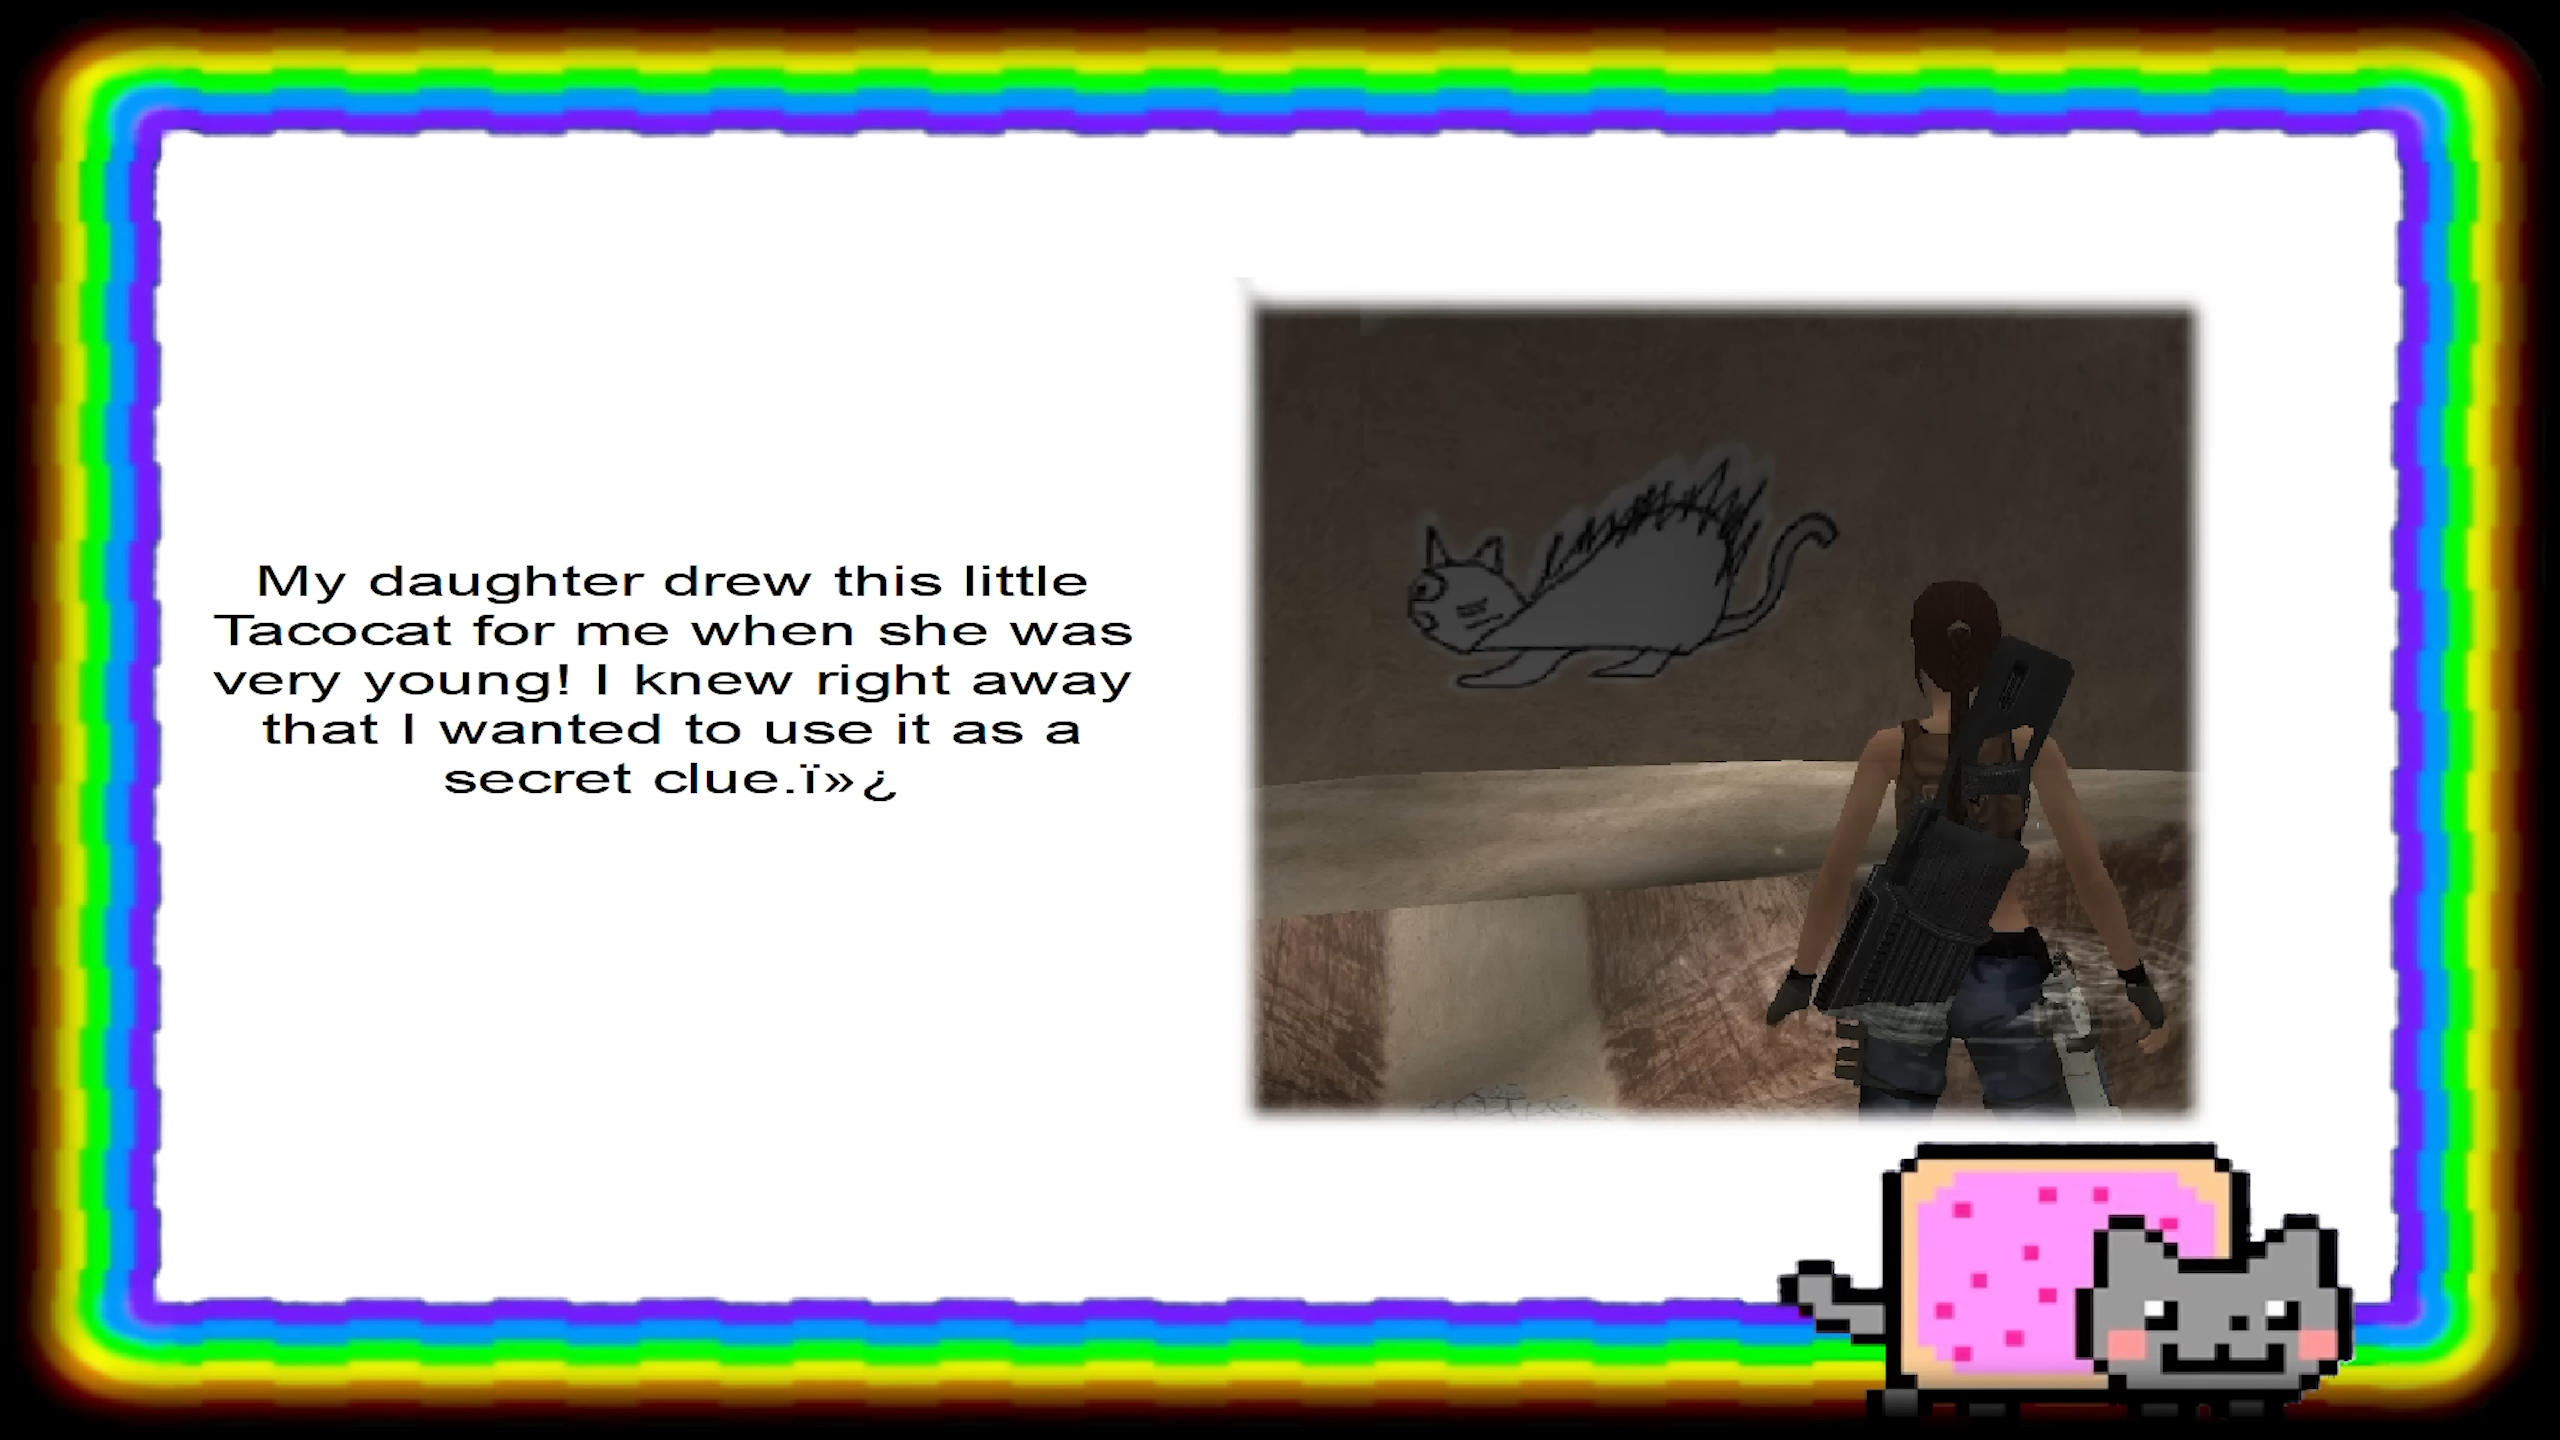 My daughter drew this little
Tacocat for me when she was
very young! I knew right away
that I wanted to use it as a
secret clue.ï»¿